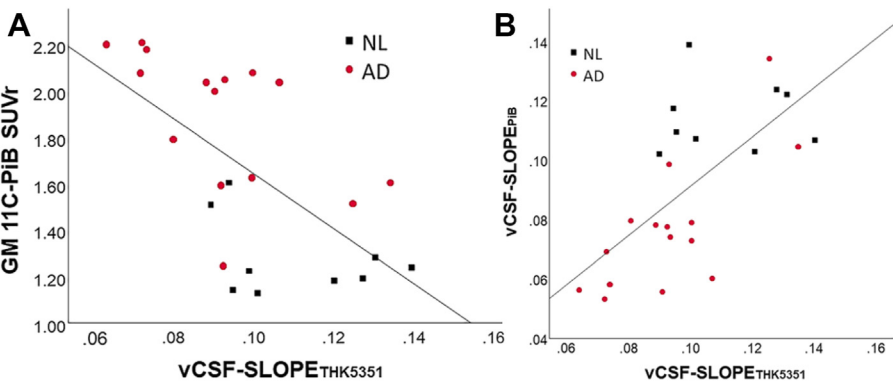 A
NL
AD
GM 11C-PiB SUVr
2.20
2.00
1.80
1.60
1.40
1.20
1.00
.06 .08 .10 .12 .14 .16
vCSF-SLOPETHK5351
B
NL
AD
vCSF-SLOPEPiB
.14
.12
.10
.08
.06
.04
.06 .08 .10 .12 .14 .16
vCSF-SLOPETHK5351